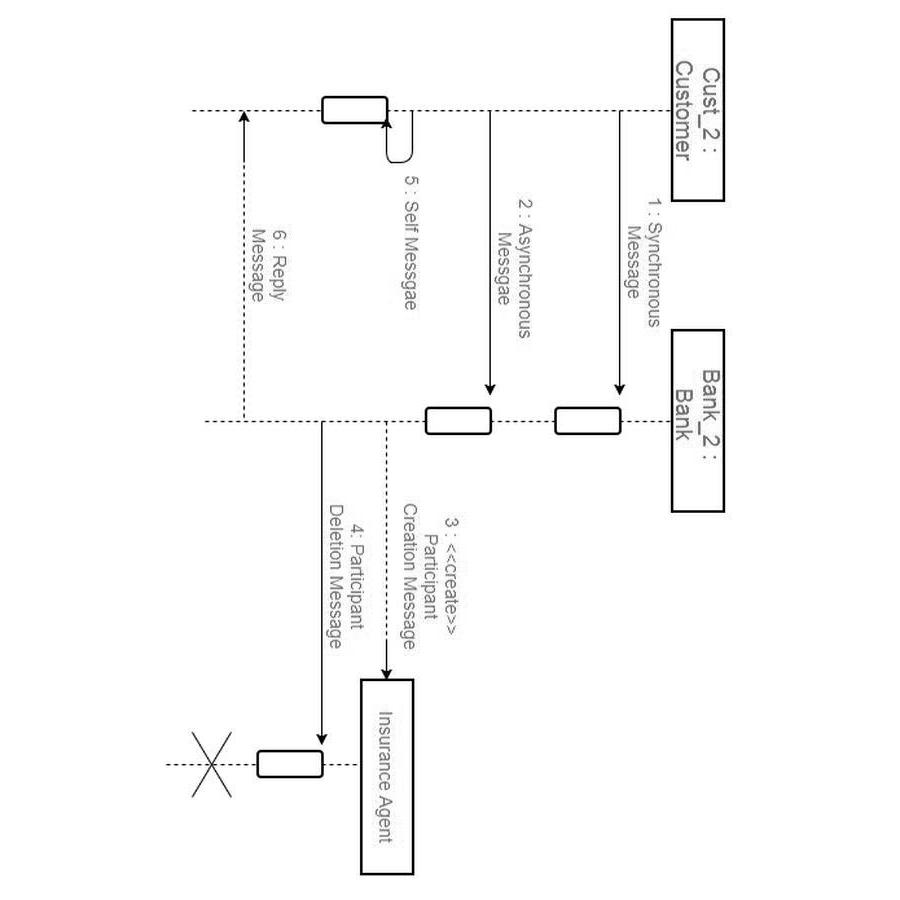 Cust_2 :
Customer
Bank_2 :
Bank
1 : Synchronous
Message
2 : Asynchronous
Messgae
3 : <<create>>
Participant
Creation Message
Insurance Agent
4: Participant
Deletion Message
5 : Self Messgae
6 : Reply
Message